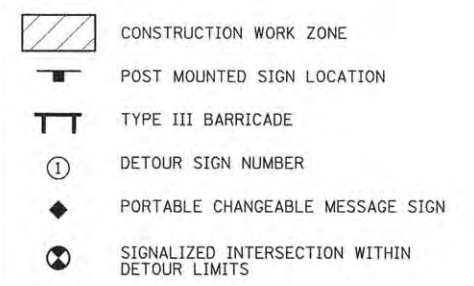 CONSTRUCTION WORK ZONE
POST MOUNTED SIGN LOCATION
TYPE III BARRICADE
1 DETOUR SIGN NUMBER
PORTABLE CHANGEABLE MESSAGE SIGN
SIGNALIZED INTERSECTION WITHIN
DETOUR LIMITS